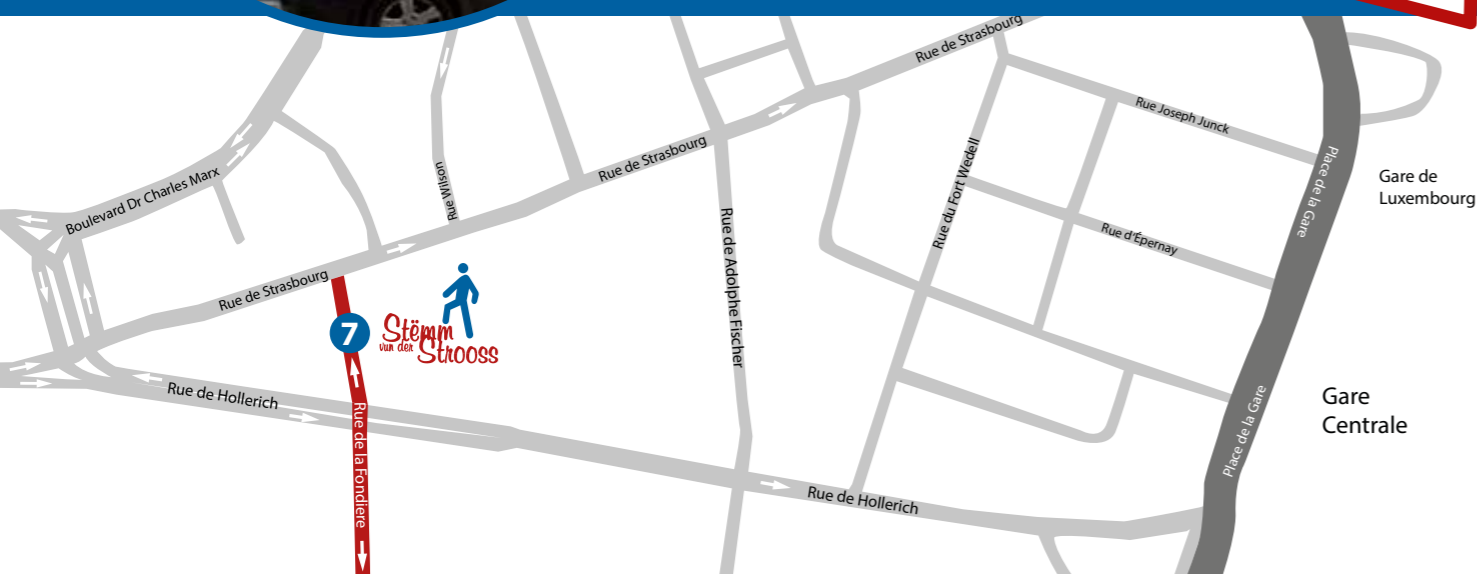 Rue de Strasbourg
Rue Joseph Junck
Place de la Gare
Gare de
Luxembourg
Boulevard Dr Charles Marx
Rue Wilson
Rue de Strasbourg
Rue du Fort Wedell
Rue d'Épernay
Rue de Adolphe Fischer
Rue de Strasbourg
7
Stëmm
vun der
Strooss
Rue de Hollerich
Rue de la Fondiere
Place de la Gare
Gare
Centrale
Rue de Hollerich